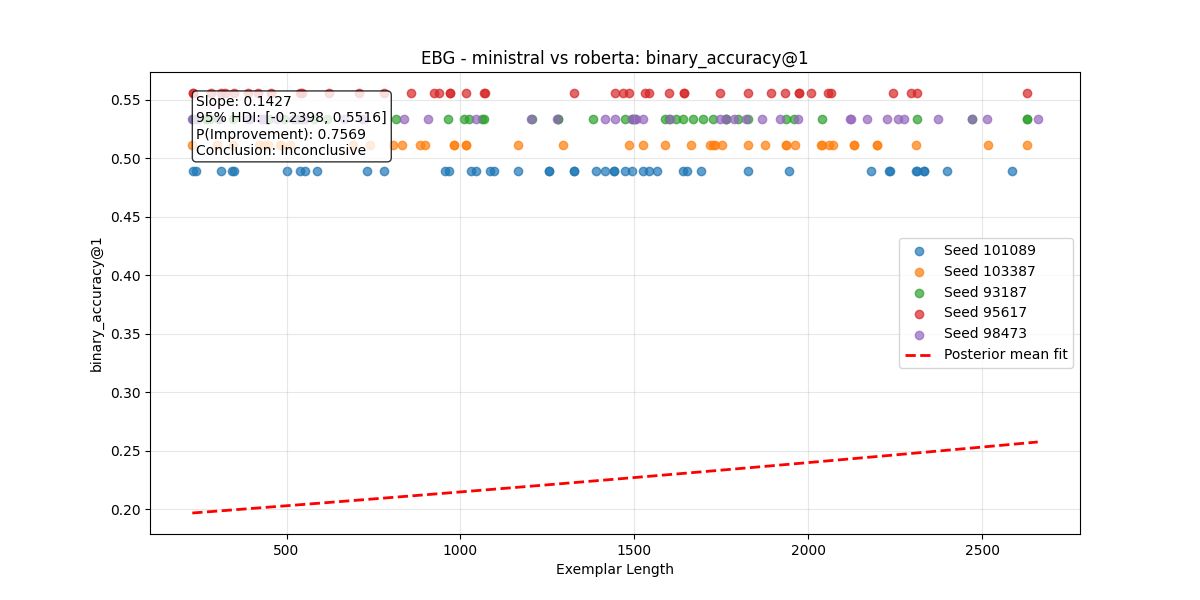 EBG - ministral vs roberta: binary_accuracy@1
Slope: 0.1427
95% HDI: [-0.2398, 0.5516]
P(Improvement): 0.7569
Conclusion: Inconclusive
binary_accuracy@1
0.55
0.50
0.45
0.40
0.35
0.30
0.25
0.20
Seed 101089
Seed 103387
Seed 93187
Seed 95617
Seed 98473
Posterior mean fit
500
1000
1500
2000
2500
Exemplar Length